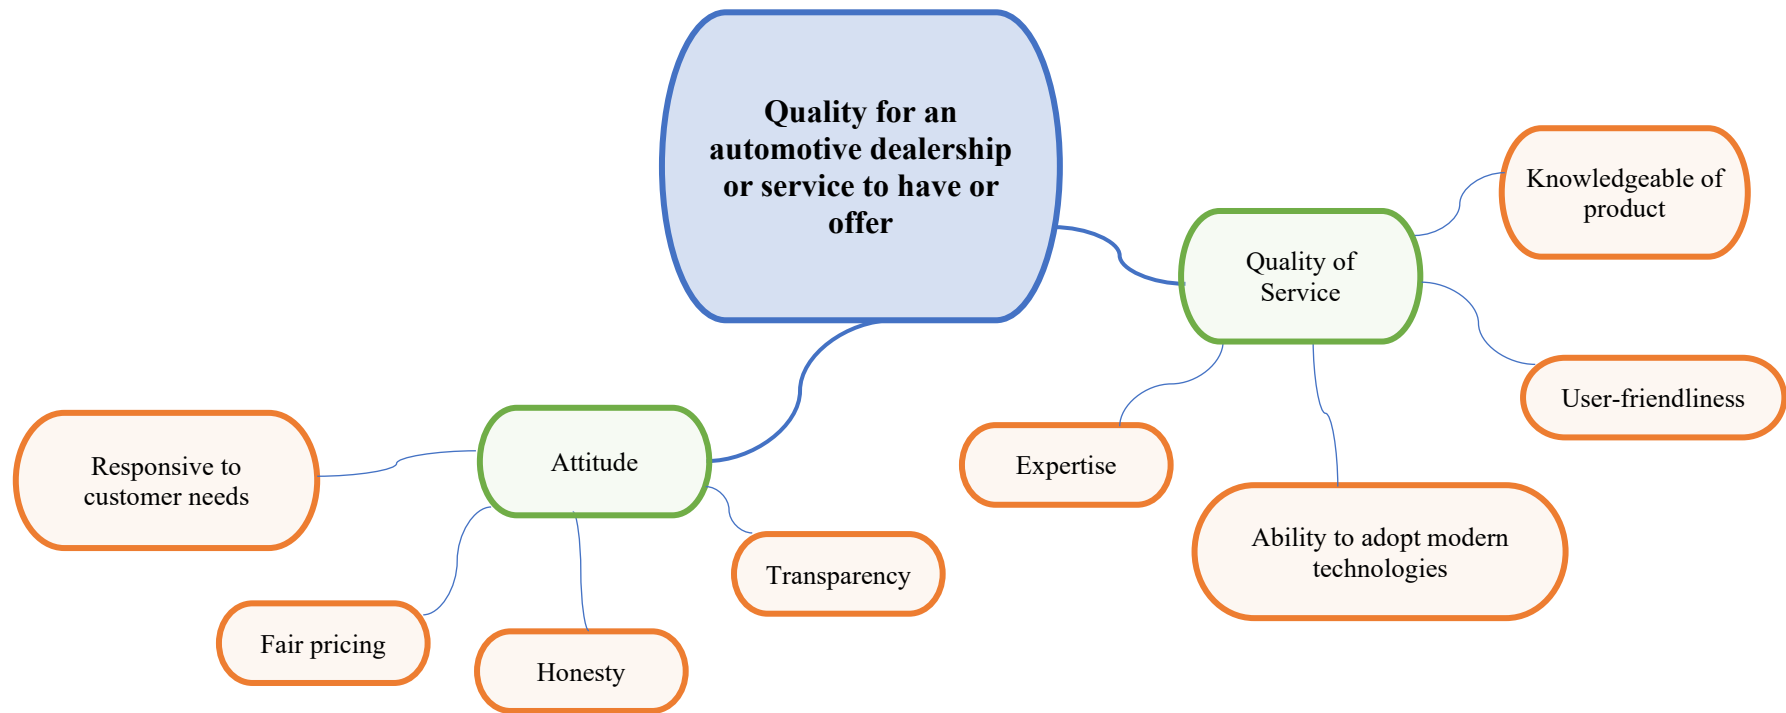 Quality for an
automotive dealership
or service to have or
offer
Knowledgeable of
product
Quality of
Service
User-friendliness
Expertise
Ability to adopt modern
technologies
Attitude
Responsive to
customer needs
Transparency
Fair pricing
Honesty